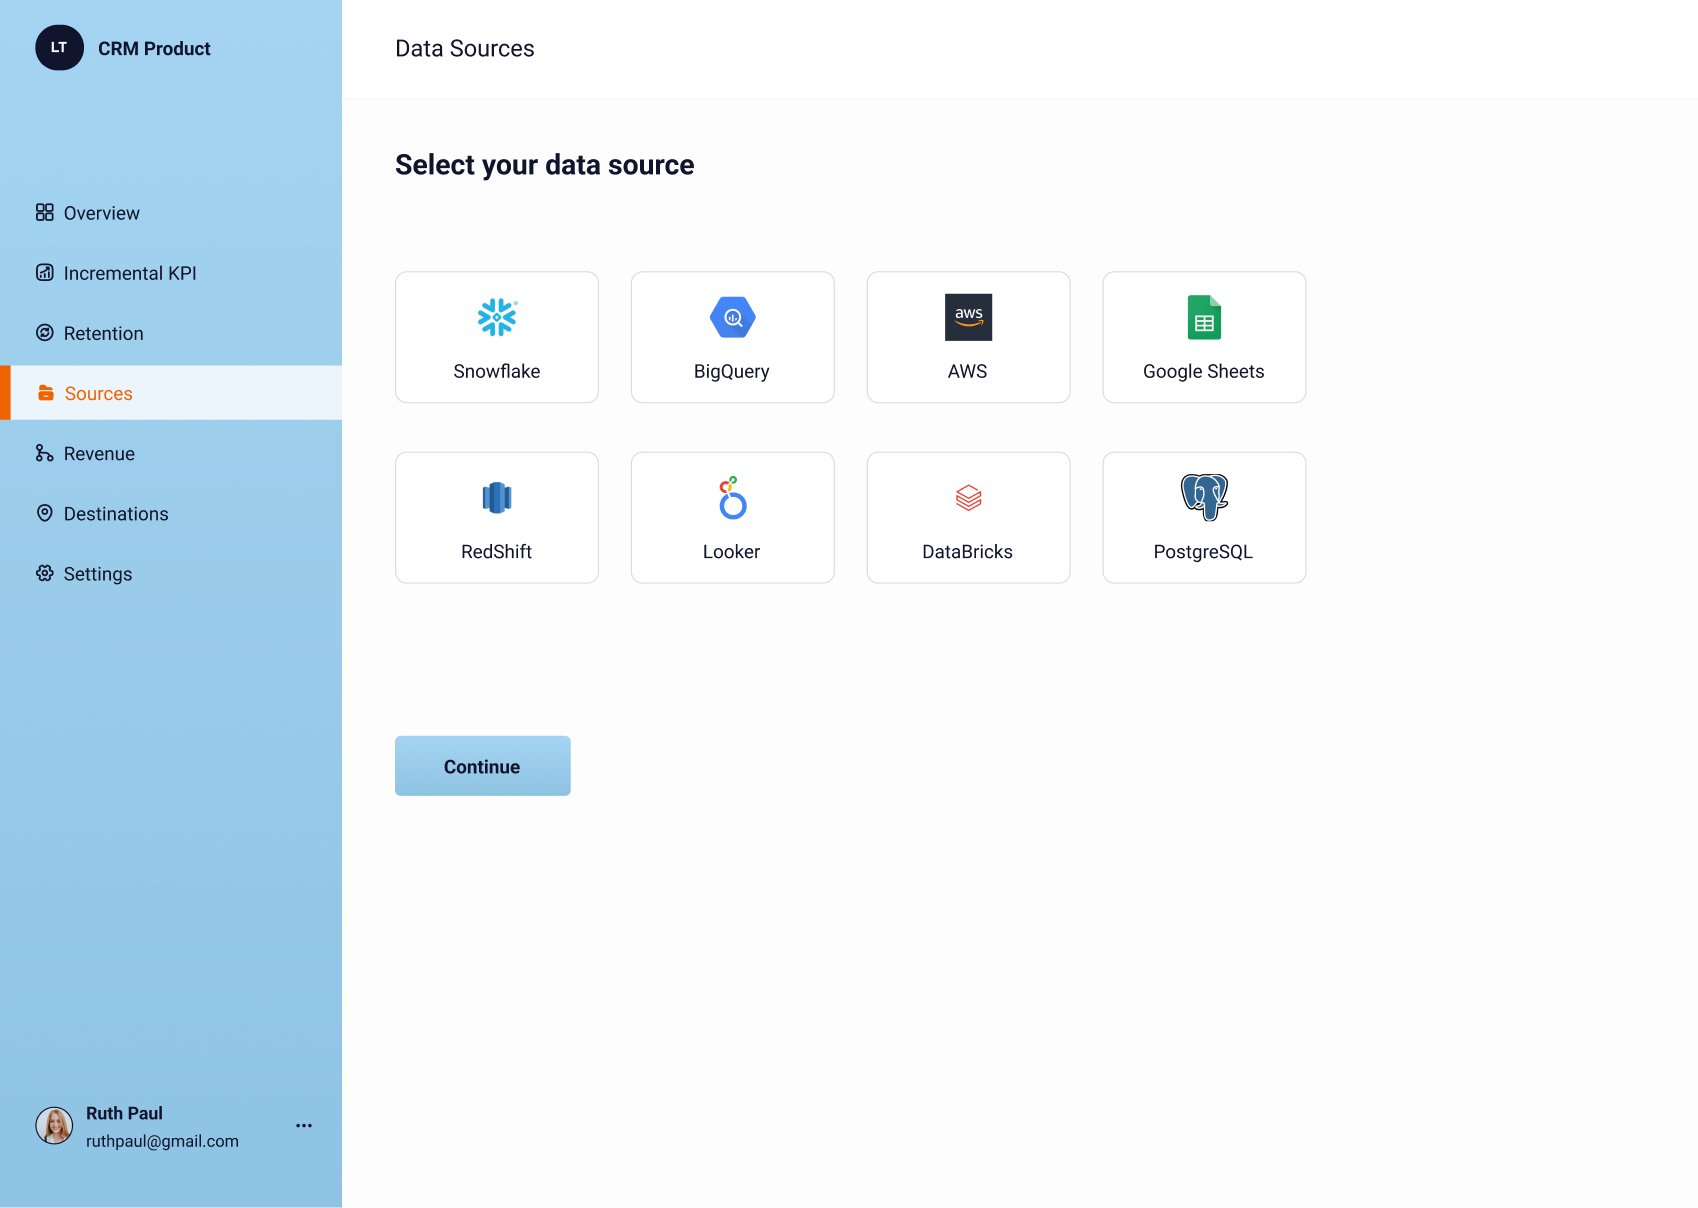 LT
CRM Product
Overview
Incremental KPI
Retention
Sources
Revenue
Destinations
Settings
Ruth Paul
ruthpaul@gmail.com
Data Sources
Select your data source
Snowflake
BigQuery
aws
AWS
Google Sheets
RedShift
Looker
DataBricks
PostgreSQL
Continue